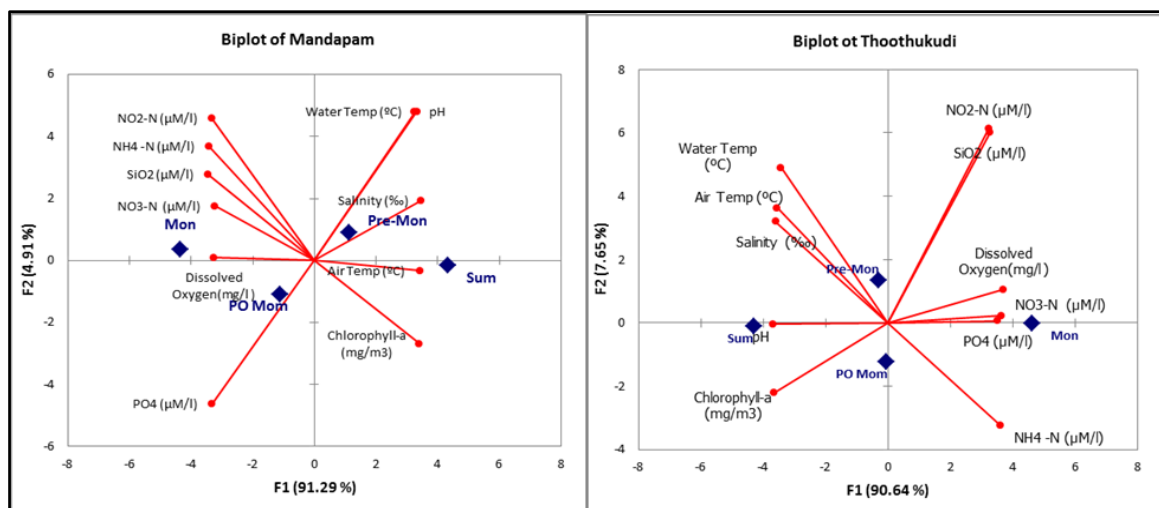 Biplot of Mandapam
6
4
2
0
-2
-4
-6
-8
-6
-4
-2
0
2
4
6
8
F2 (4.91 %)
F1 (91.29 %)
NO2-N (µM/l)
NH4 -N (µM/l)
SiO2 (µM/l)
NO3-N (µM/l)
Mon
Dissolved
Oxygen(mg/l)
PO Mom
PO4 (µM/l)
Water Temp (ºC)
pH
Salinity (‰)
Pre-Mon
Air Temp (ºC)
Sum
Chlorophyll-a
(mg/m3)
Biplot ot Thoothukudi
8
6
4
2
0
-2
-4
-8
-6
-4
-2
0
2
4
6
8
F2 (7.65 %)
F1 (90.64 %)
NO2-N (µM/l)
SiO2 (µM/l)
Water Temp
(ºC)
Air Temp (ºC)
Salinity (‰)
Pre-Mon
Dissolved
Oxygen(mg/l)
NO3-N (µM/l)
PO4 (µM/l)
Mon
Sum
pH
PO Mom
Chlorophyll-a
(mg/m3)
NH4 -N (µM/l)